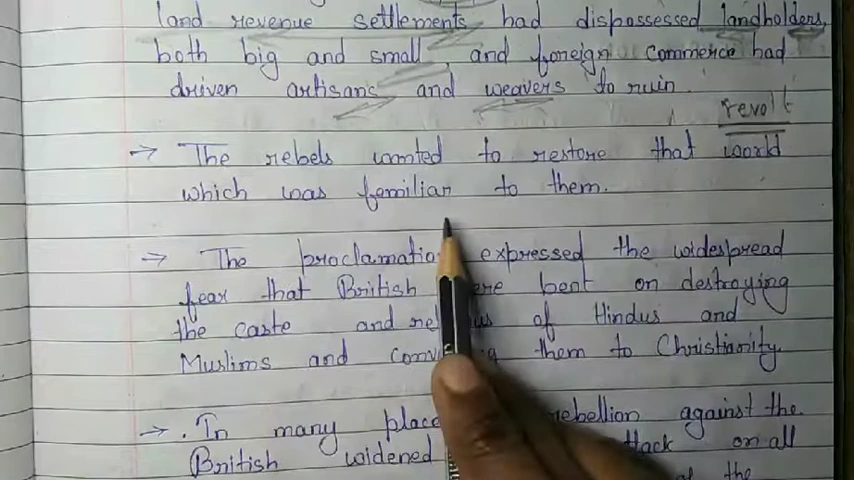 land revenue settlements had dispossessed landholders,
both big and small, and foreign commerce had
driven artisans and weavers to ruin.
revolt
→ The rebels wanted to restore that world
which was femilian to them.
→ The proclamation expressed the widespread
fear that British were bent on destroying
the caste and of Hindus and
Muslims and them to Christianity.
→ . In many rebellion against the
British widened on all
the